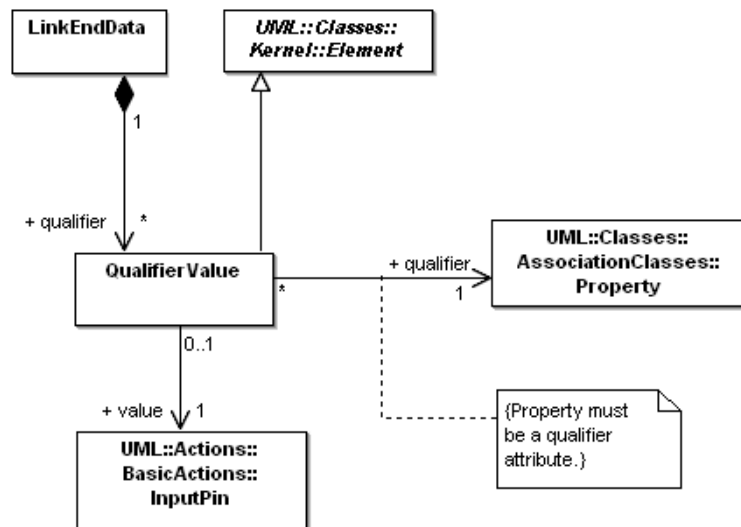 LinkEndData
UML::Classes::
Kernel::Element
1
+ qualifier
*
QualifierValue
*
+ qualifier
1
UML::Classes::
AssociationClasses::
Property
0..1
+ value
1
UML::Actions::
BasicActions::
InputPin
{Property must
be a qualifier
attribute.}